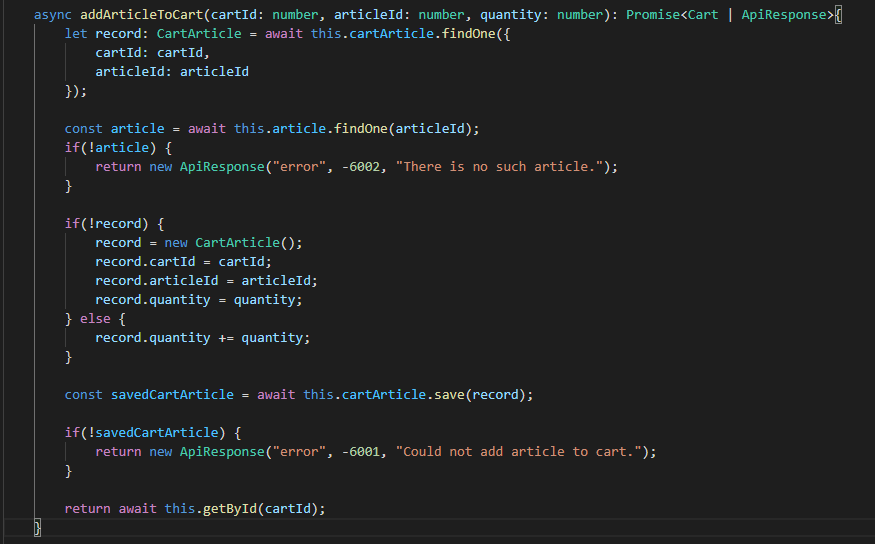 async addArticleToCart(cartId: number, articleId: number, quantity: number): Promise<Cart | ApiResponse>{
    let record: CartArticle = await this.cartArticle.findOne({
        cartId: cartId,
        articleId: articleId
    });

    const article = await this.article.findOne(articleId);
    if(!article) {
        return new ApiResponse("error", -6002, "There is no such article.");
    }

    if(!record) {
        record = new CartArticle();
        record.cartId = cartId;
        record.articleId = articleId;
        record.quantity = quantity;
    } else {
        record.quantity += quantity;
    }

    const savedCartArticle = await this.cartArticle.save(record);

    if(!savedCartArticle) {
        return new ApiResponse("error", -6001, "Could not add article to cart.");
    }

    return await this.getById(cartId);
}